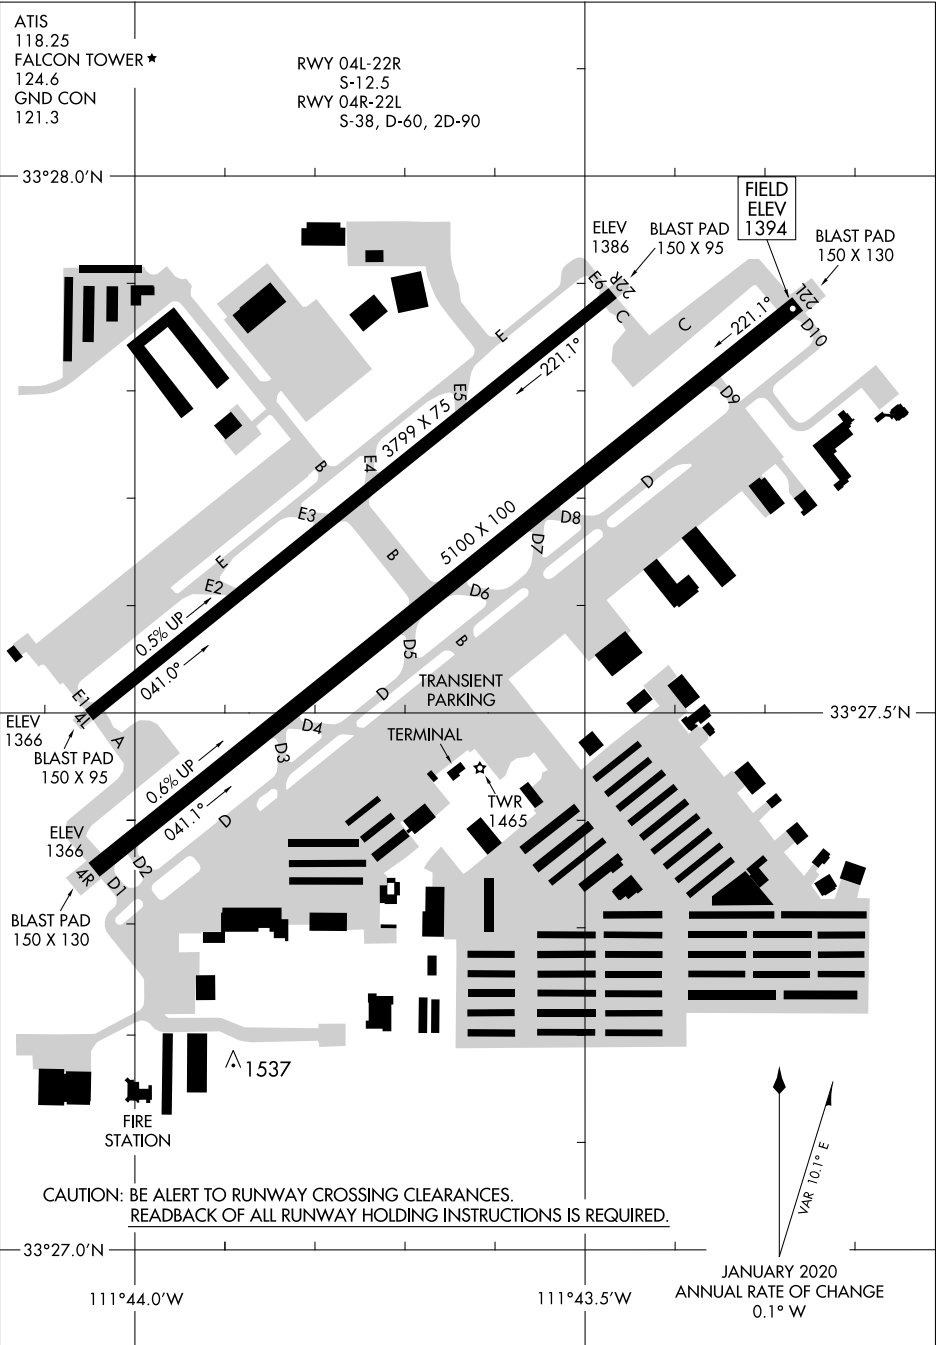 ATIS
118.25
FALCON TOWER ★
124.6
GND CON
121.3
RWY 04L-22R
S-12.5
RWY 04R-22L
S-38, D-60, 2D-90
33°28.0'N
FIELD
ELEV
1394
ELEV
1386
BLAST PAD
150 X 95
BLAST PAD
150 X 130
E6
22R
22L
C
C
D10
221.1°
221.1°
E
E5
D9
3799 X 75
B
E4
D
E3
5100 X 100
D8
D7
B
E
E2
D6
0.5% UP
041.0°
D5
B
TRANSIENT
PARKING
D
E1
4L
ELEV
1366
A
BLAST PAD
150 X 95
D4
D3
33°27.5'N
TERMINAL
TWR
1465
0.6% UP
041.1°
D
ELEV
1366
D2
4R
D1
BLAST PAD
150 X 130
1537
FIRE
STATION
VAR 10.1° E
CAUTION: BE ALERT TO RUNWAY CROSSING CLEARANCES.
READBACK OF ALL RUNWAY HOLDING INSTRUCTIONS IS REQUIRED.
33°27.0'N
JANUARY 2020
ANNUAL RATE OF CHANGE
0.1° W
111°44.0'W
111°43.5'W